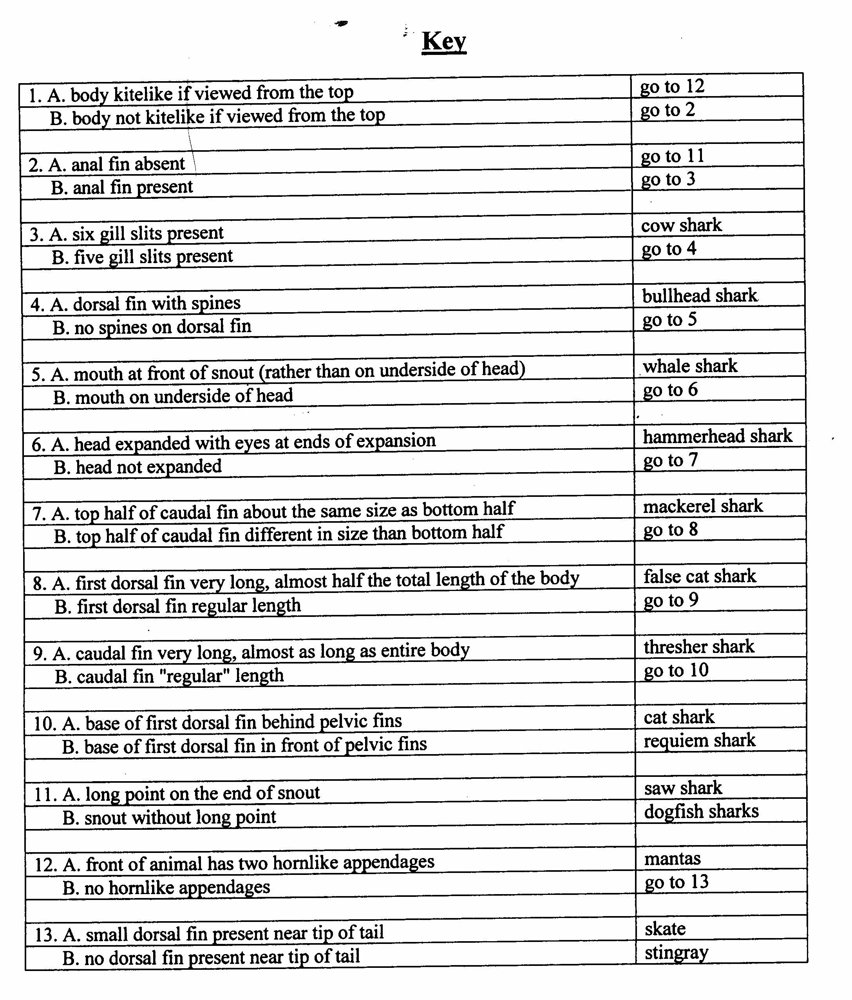 Key
1. A. body kitelike if viewed from the top go to 12
B. body not kitelike if viewed from the top go to 2
2. A. anal fin absent go to 11
B. anal fin present go to 3
3. A. six gill slits present cow shark
B. five gill slits present go to 4
4. A. dorsal fin with spines bullhead shark
B. no spines on dorsal fin go to 5
5. A. mouth at front of snout (rather than on underside of head) whale shark
B. mouth on underside of head go to 6
6. A. head expanded with eyes at ends of expansion hammerhead shark
B. head not expanded go to 7
7. A. top half of caudal fin about the same size as bottom half mackerel shark
B. top half of caudal fin different in size than bottom half go to 8
8. A. first dorsal fin very long, almost half the total length of the body false cat shark
B. first dorsal fin regular length go to 9
9. A. caudal fin very long, almost as long as entire body thresher shark
B. caudal fin "regular" length go to 10
10. A. base of first dorsal fin behind pelvic fins cat shark
B. base of first dorsal fin in front of pelvic fins requiem shark
11. A. long point on the end of snout saw shark
B. snout without long point dogfish sharks
12. A. front of animal has two hornlike appendages mantas
B. no hornlike appendages go to 13
13. A. small dorsal fin present near tip of tail skate
B. no dorsal fin present near tip of tail stingray